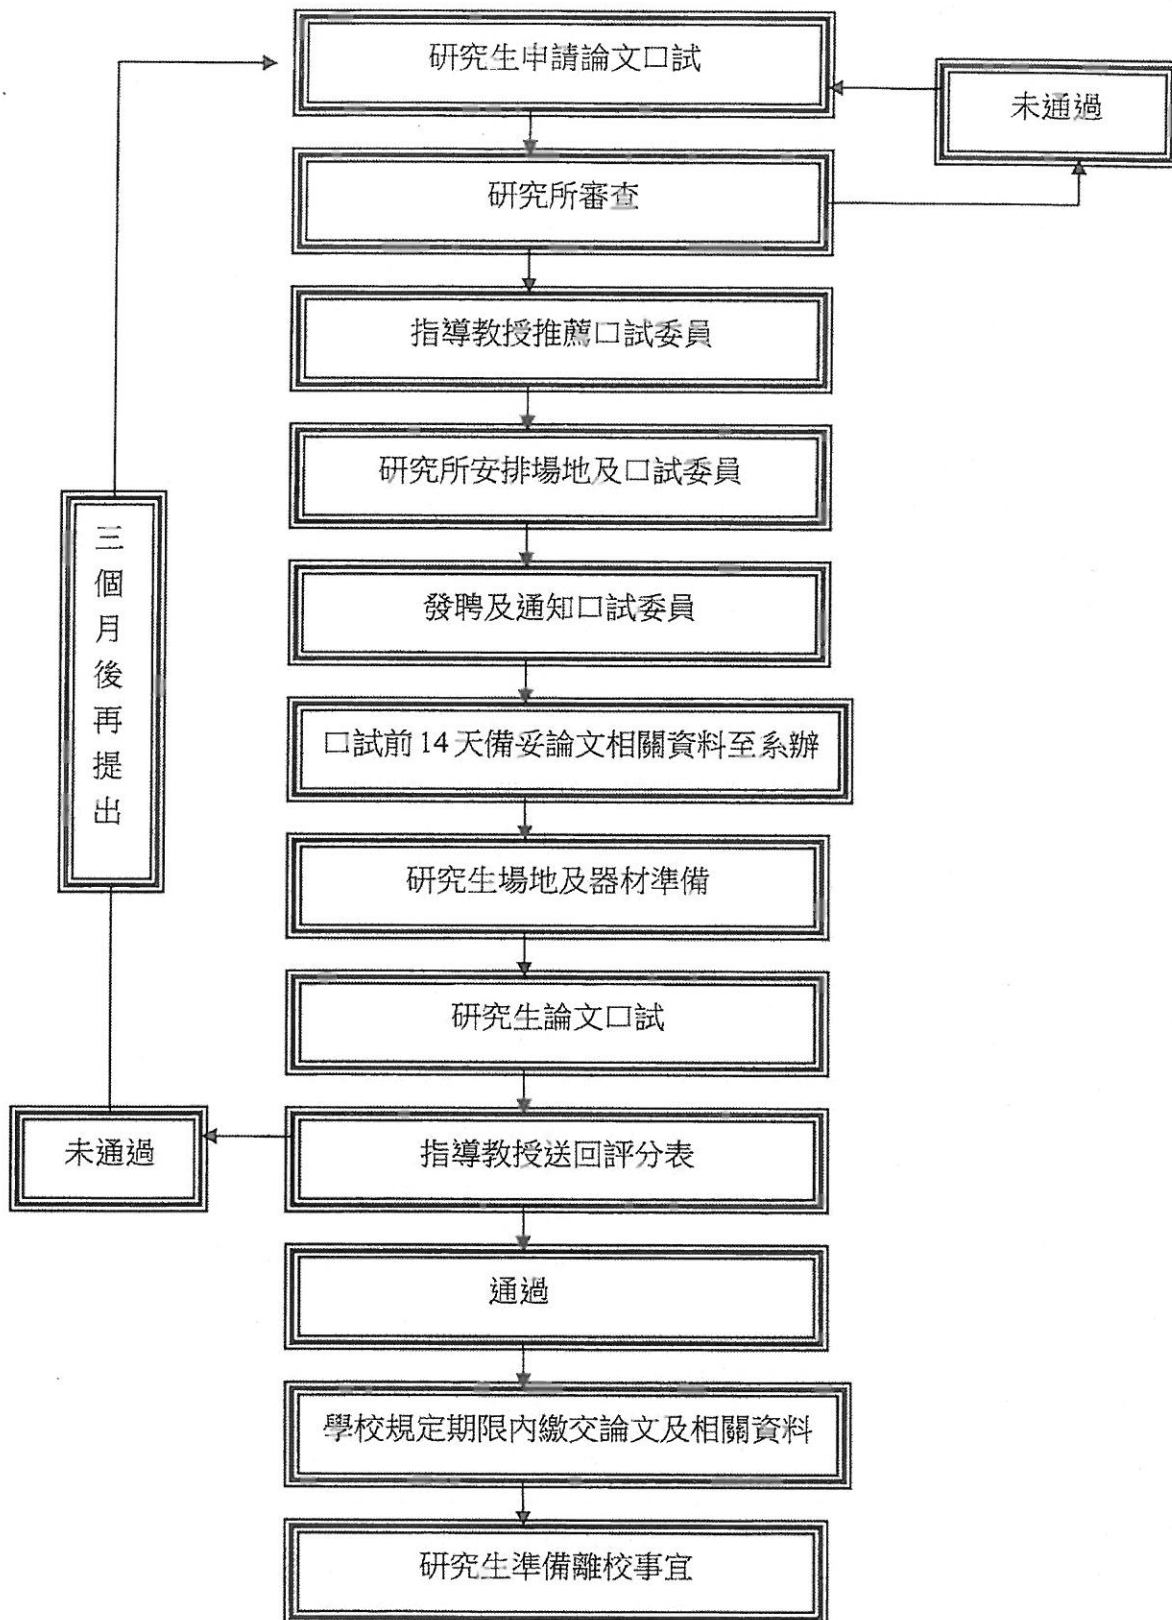 研究生申請論文口試
未通過
研究所審查
指導教授推薦口試委員
研究所安排場地及口試委員
三個月後再提出
發聘及通知口試委員
口試前14天備妥論文相關資料至系辦
研究生場地及器材準備
研究生論文口試
未通過
指導教授送回評分表
通過
學校規定期限內繳交論文及相關資料
研究生準備離校事宜